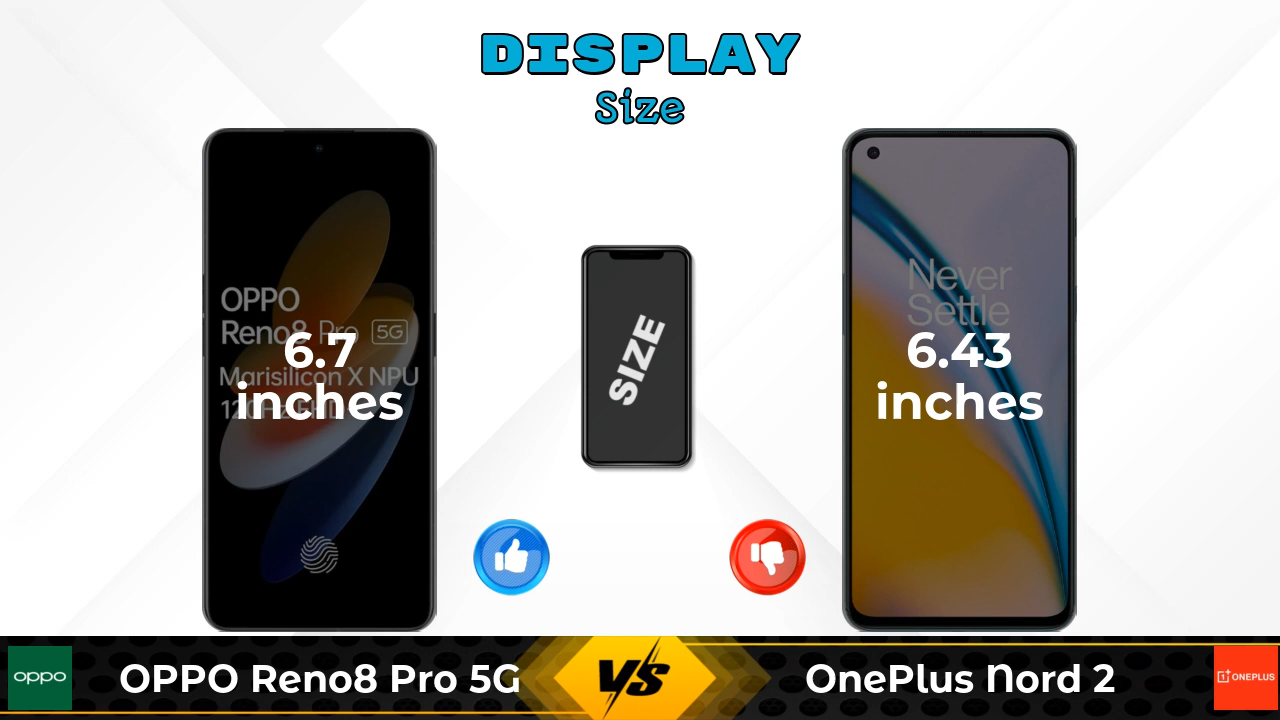 DISPLAY
Size
OPPO
Reno8 Pro 5G
Marisilicon X NPU
6.7
inches
SIZE
Never
Settle
6.43
inches
oppo
OPPO Reno8 Pro 5G
VS
OnePlus Nord 2
1+ ONEPLUS